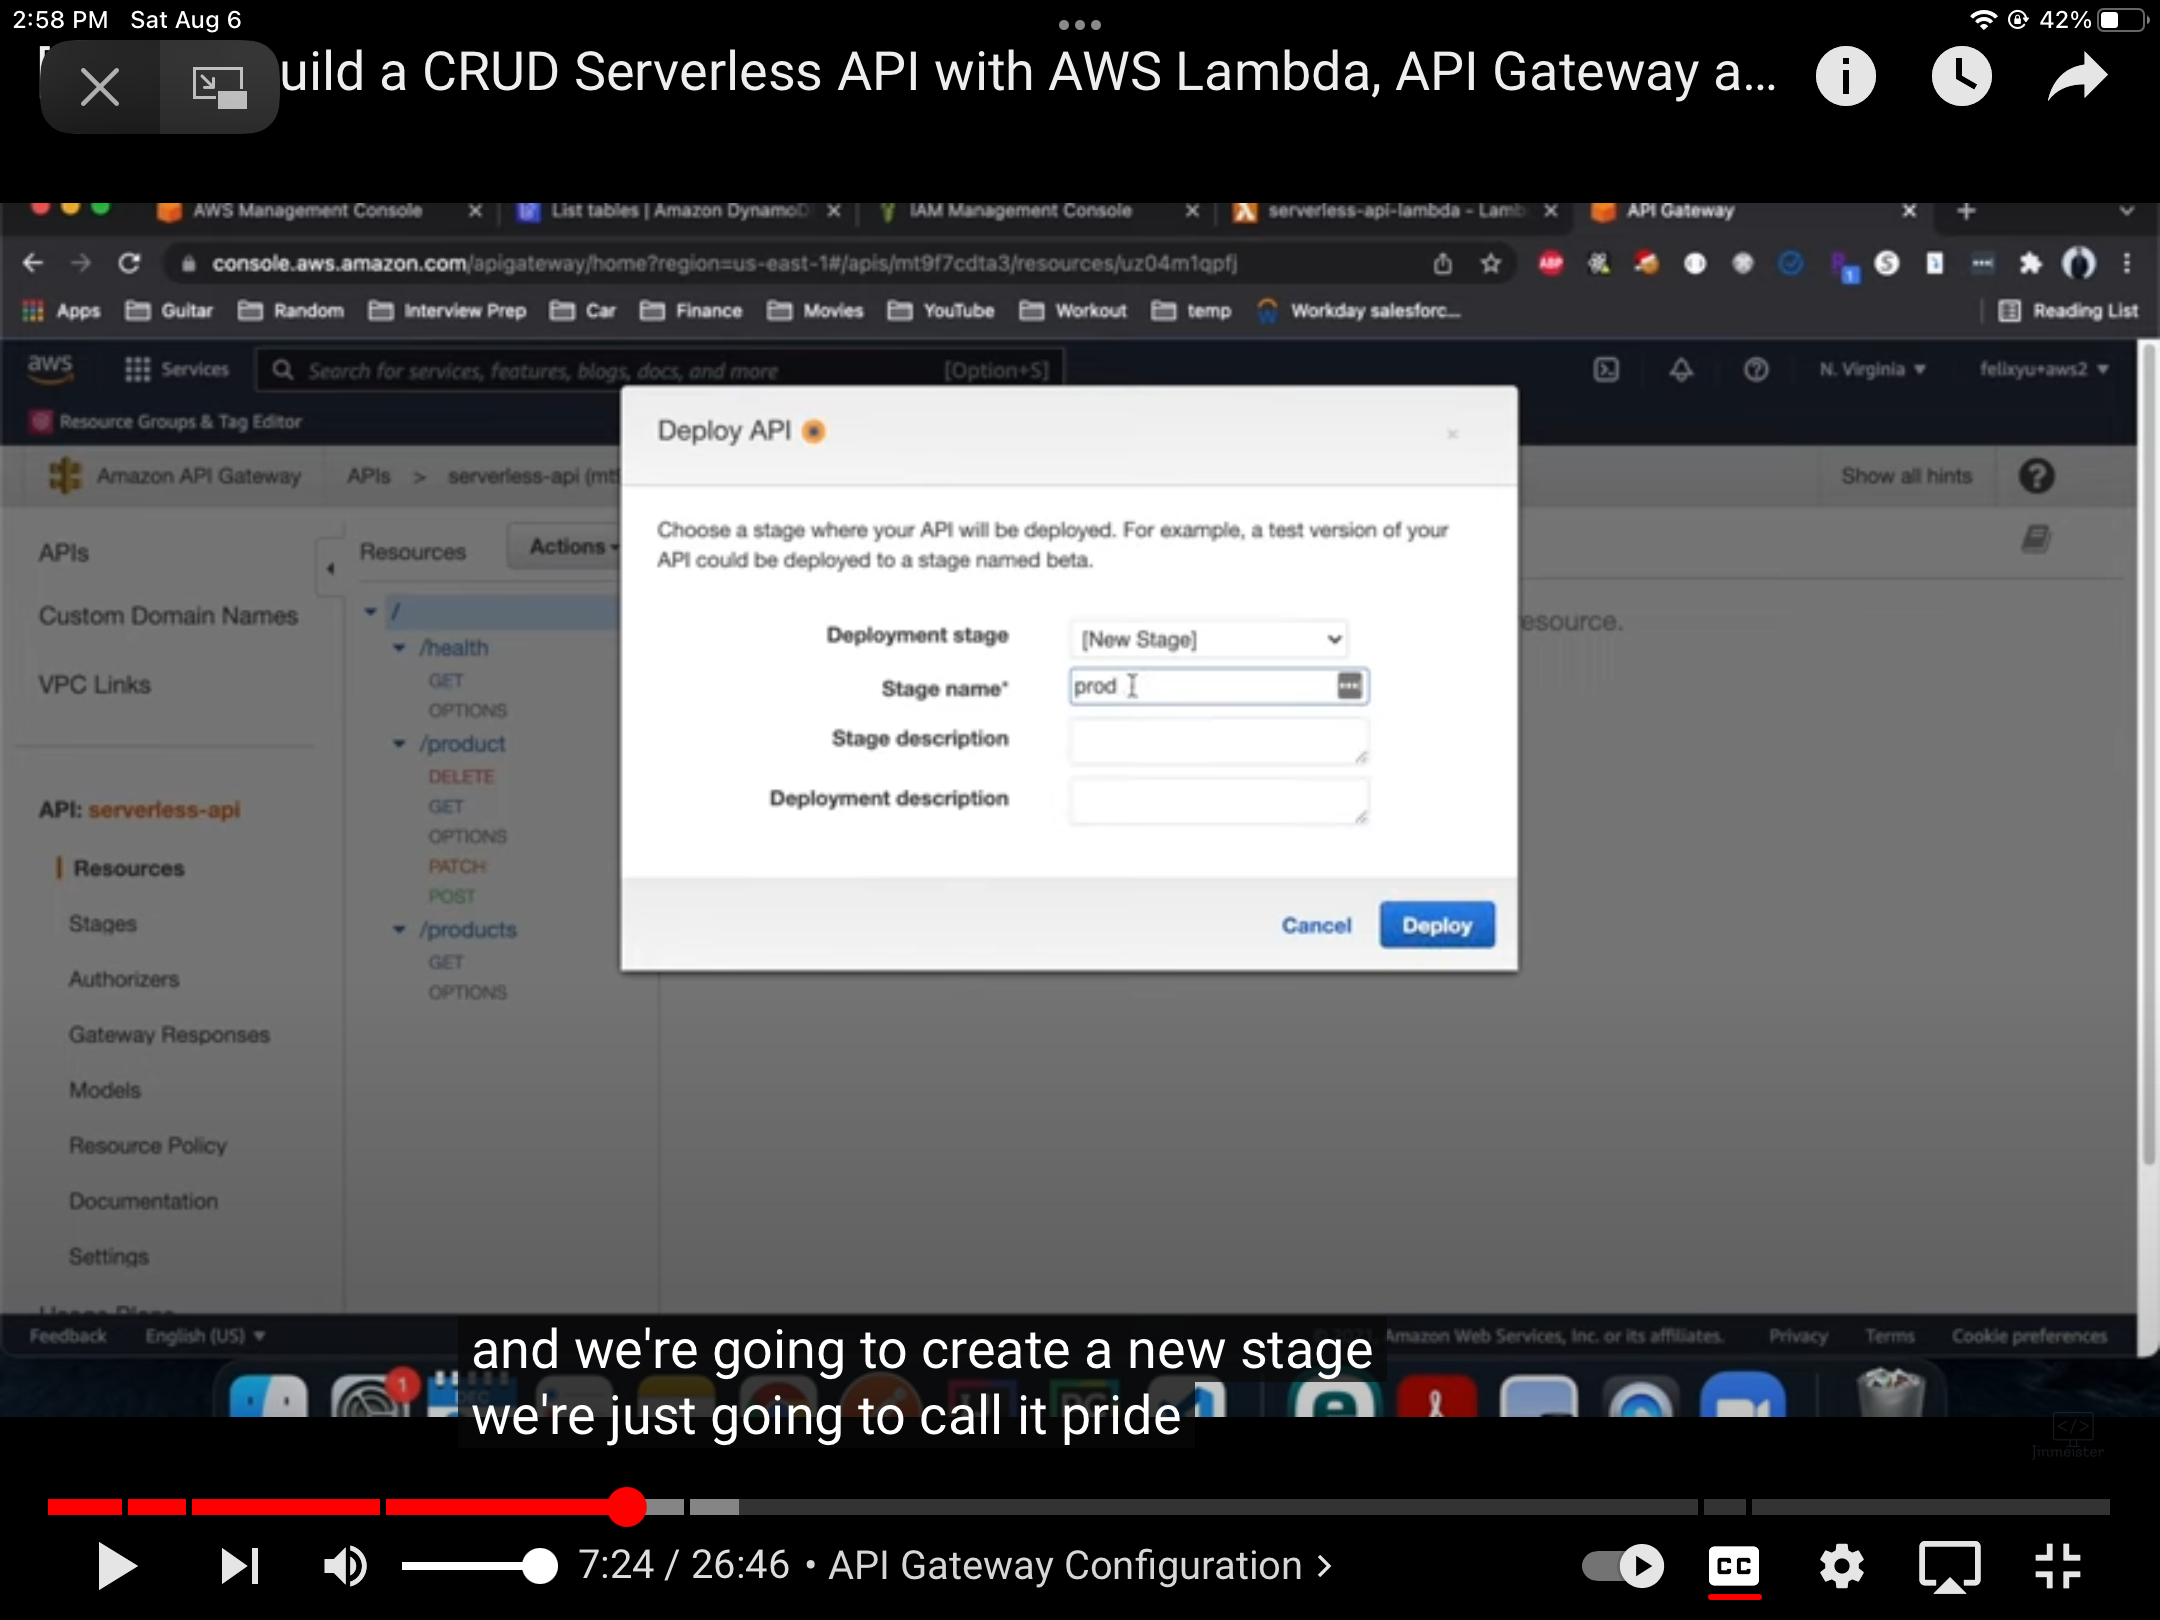 2:58 PM Sat Aug 6
42%
uild a CRUD Serverless API with AWS Lambda, API Gateway a...
AWS Management Console
List tables | Amazon DynamoD
IAM Management Console
serverless-api-lambda - Lamb
API Gateway
console.aws.amazon.com/apigateway/home?region=us-east-1#/apis/mt9f7cdta3/resources/uz04m1qpfj
ABP
1
Apps
Guitar
Random
Interview Prep
Car
Finance
Movies
YouTube
Workout
temp
Workday salesforc...
Reading List
aws
Services
Search for services, features, blogs, docs, and more
[Option+S]
N. Virginia
felixyu+aws2
Resource Groups & Tag Editor
Amazon API Gateway
APIs > serverless-api (mt
Show all hints
APIs
Custom Domain Names
VPC Links
API: serverless-api
Resources
Stages
Authorizers
Gateway Responses
Models
Resource Policy
Documentation
Settings
Usage Plans
Resources
Actions
/
/health
GET
OPTIONS
/product
DELETE
GET
OPTIONS
PATCH
POST
/products
GET
OPTIONS
esource.
Deploy API
Choose a stage where your API will be deployed. For example, a test version of your
API could be deployed to a stage named beta.
Deployment stage
[New Stage]
Stage name*
prod
Stage description
Deployment description
Cancel
Deploy
Feedback
English (US)
Amazon Web Services, Inc. or its affiliates.
Privacy
Terms
Cookie preferences
1
DEC
and we're going to create a new stage
we're just going to call it pride
</>
Jinmeister
7:24 / 26:46 • API Gateway Configuration >
CC